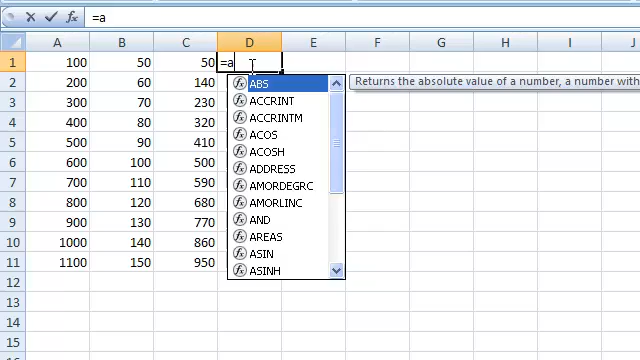 =a
A B C D E F G H I J
1 100 50 50 =a
ABS Returns the absolute value of a number, a number with
2 200 60 140
ACCRINT
3 300 70 230
ACCRINTM
4 400 80 320
ACOS
5 500 90 410
ACOSH
6 600 100 500
ADDRESS
7 700 110 590
AMORDEGRC
8 800 120 680
AMORLINC
9 900 130 770
AND
10 1000 140 860
AREAS
11 1100 150 950
ASIN
ASINH
12
13
14
15
16